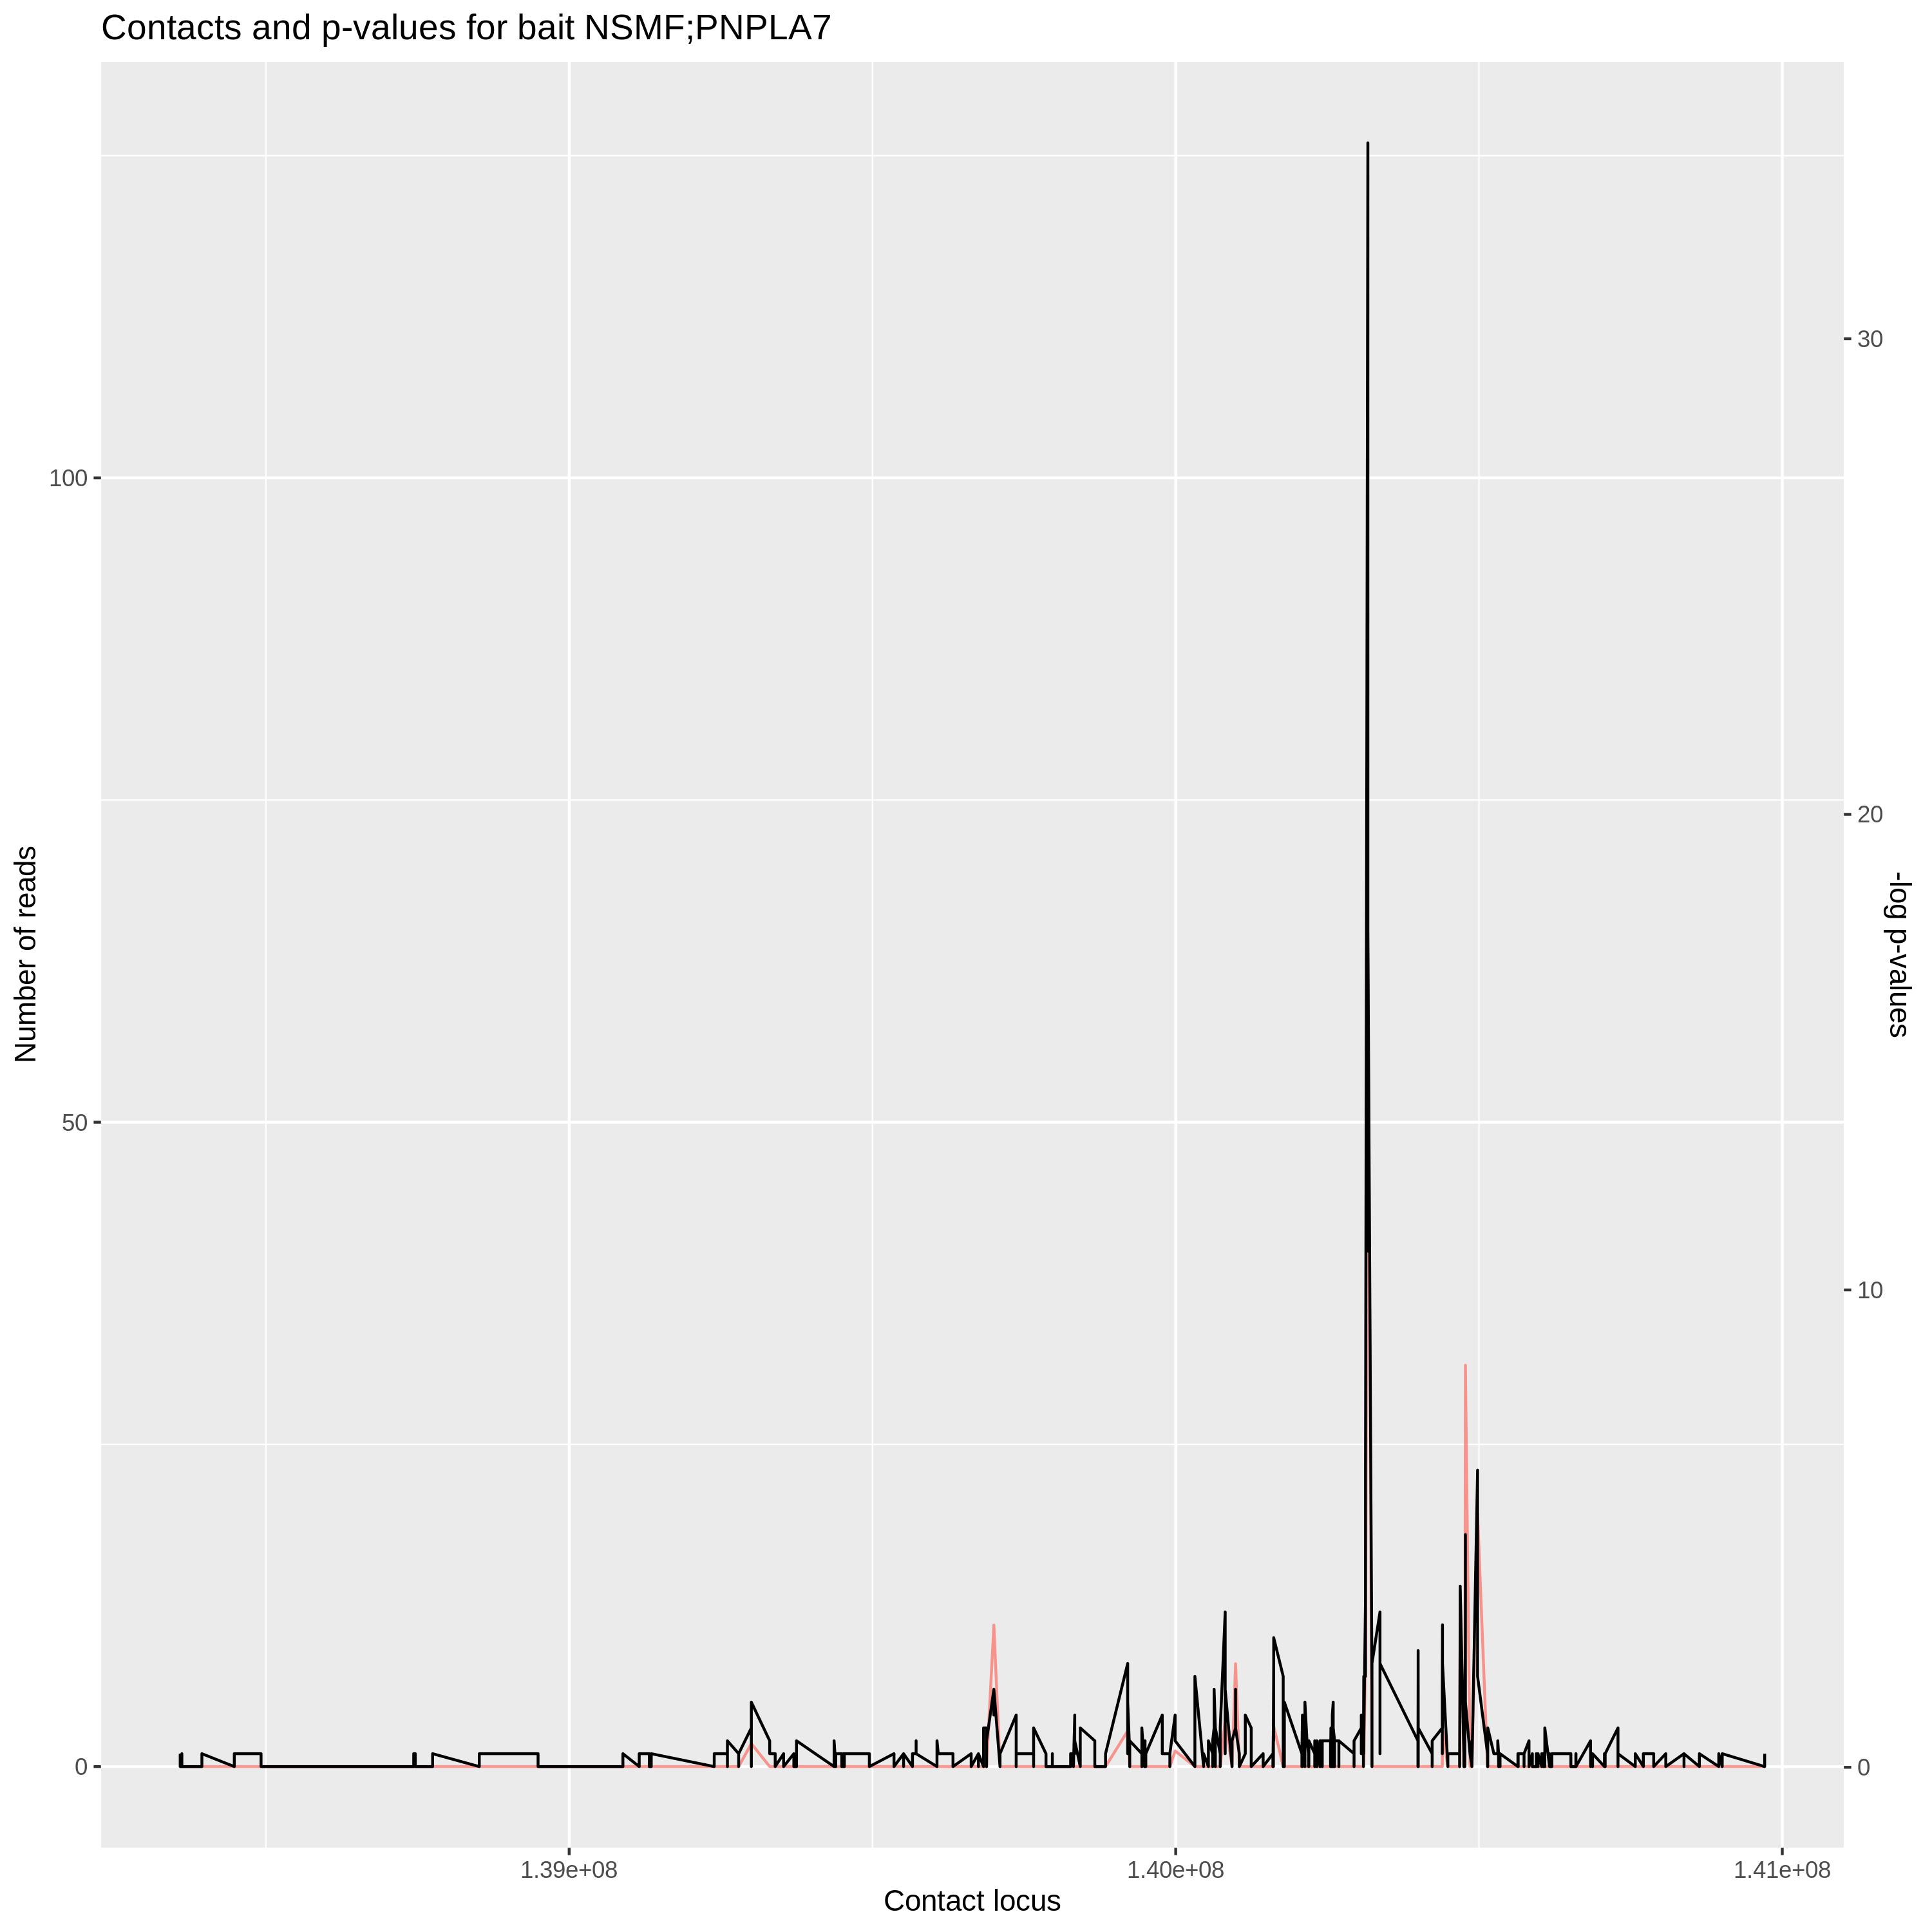 Contacts and p-values for bait NSMF;PNPLA7
100
50
0
Number of reads
30
20
10
0
-log p-values
1.39e+08
1.40e+08
1.41e+08
Contact locus